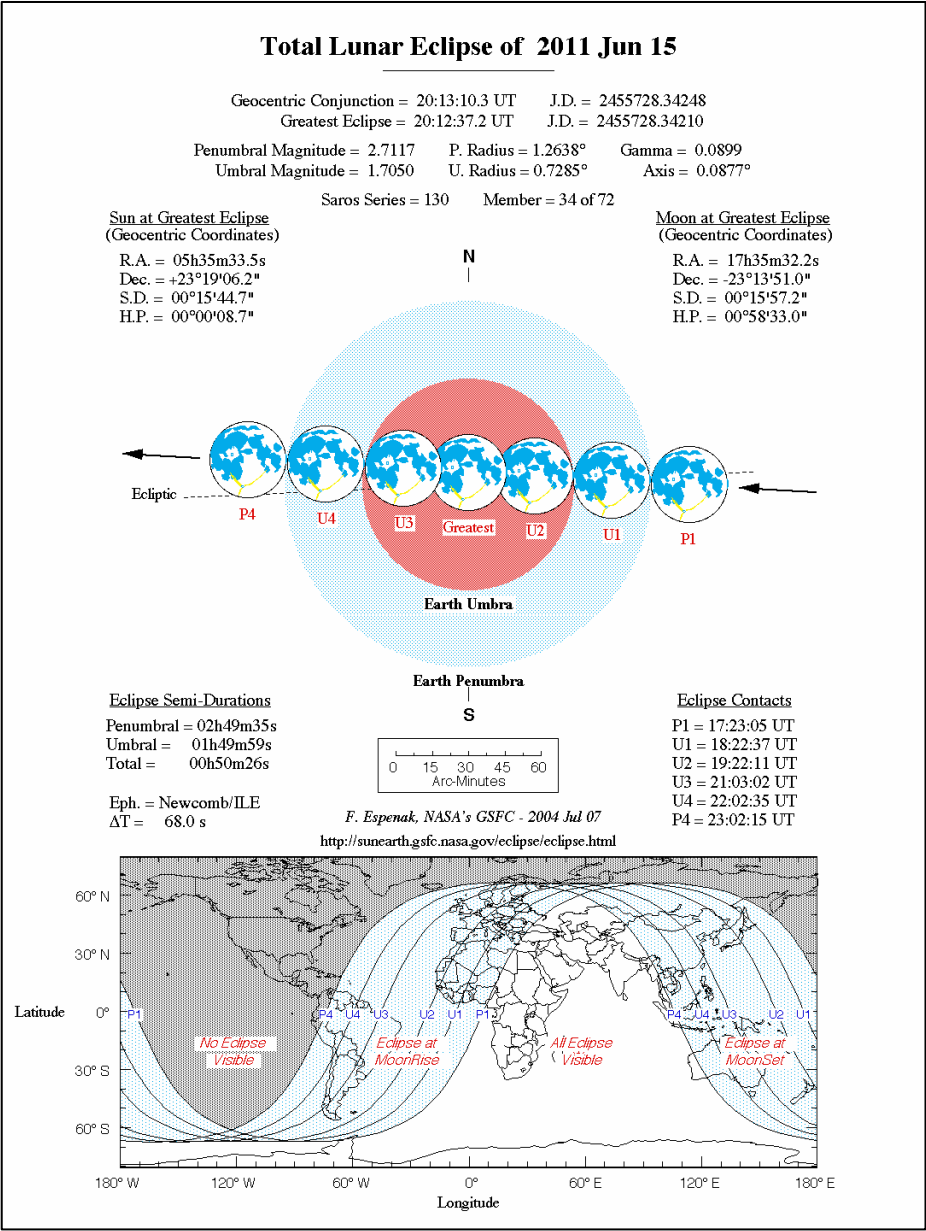 Total Lunar Eclipse of 2011 Jun 15
Geocentric Conjunction = 20:13:10.3 UT J.D. = 2455728.34248
Greatest Eclipse = 20:12:37.2 UT J.D. = 2455728.34210
Penumbral Magnitude = 2.7117 P. Radius = 1.2638° Gamma = 0.0899
Umbral Magnitude = 1.7050 U. Radius = 0.7285° Axis = 0.0877°
Saros Series = 130 Member = 34 of 72
Sun at Greatest Eclipse
(Geocentric Coordinates)
R.A. = 05h35m33.5s
Dec. = +23°19'06.2"
S.D. = 00°15'44.7"
H.P. = 00°00'08.7"
Moon at Greatest Eclipse
(Geocentric Coordinates)
R.A. = 17h35m32.2s
Dec. = -23°13'51.0"
S.D. = 00°15'57.2"
H.P. = 00°58'33.0"
N
Ecliptic
P4 U4 U3 Greatest U2 U1 P1
Earth Umbra
Earth Penumbra
S
Eclipse Semi-Durations
Penumbral = 02h49m35s
Umbral = 01h49m59s
Total = 00h50m26s
Eph. = Newcomb/ILE
ΔT = 68.0 s
0 15 30 45 60
Arc-Minutes
Eclipse Contacts
P1 = 17:23:05 UT
U1 = 18:22:37 UT
U2 = 19:22:11 UT
U3 = 21:03:02 UT
U4 = 22:02:35 UT
P4 = 23:02:15 UT
F. Espenak, NASA's GSFC - 2004 Jul 07
http://sunearth.gsfc.nasa.gov/eclipse/eclipse.html
60° N
30° N
Latitude
0°
30° S
60° S
P1 P4 U4 U3 U2 U1 P1 P4 U4 U3 U2 U1
No Eclipse
Visible
Eclipse at
MoonRise
All Eclipse
Visible
Eclipse at
MoonSet
180° W 120° W 60° W 0° 60° E 120° E 180° E
Longitude